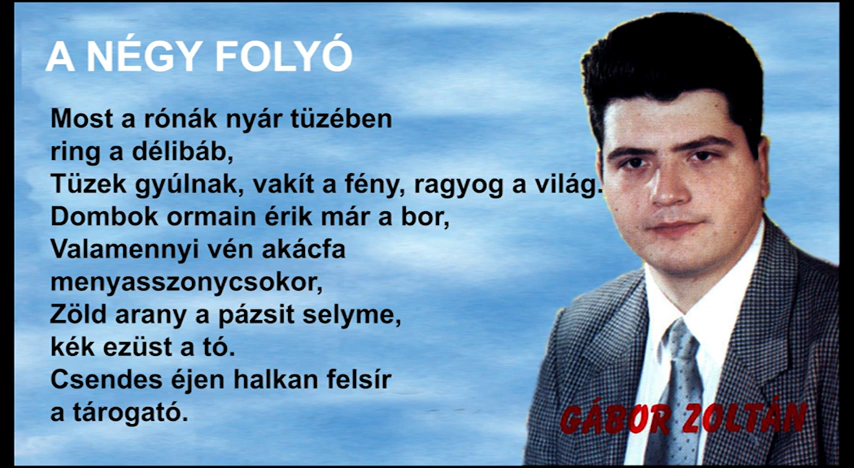 A NÉGY FOLYÓ
Most a rónák nyár tüzében
ring a délibáb,
Tüzek gyúlnak, vakít a fény, ragyog a világ.
Dombok ormain érik már a bor,
Valamennyi vén akácfa
menyasszonycsokor,
Zöld arany a pázsit selyme,
kék ezüst a tó.
Csendes éjen halkan felsír
a tárogató.
GÁBOR ZOLTÁN